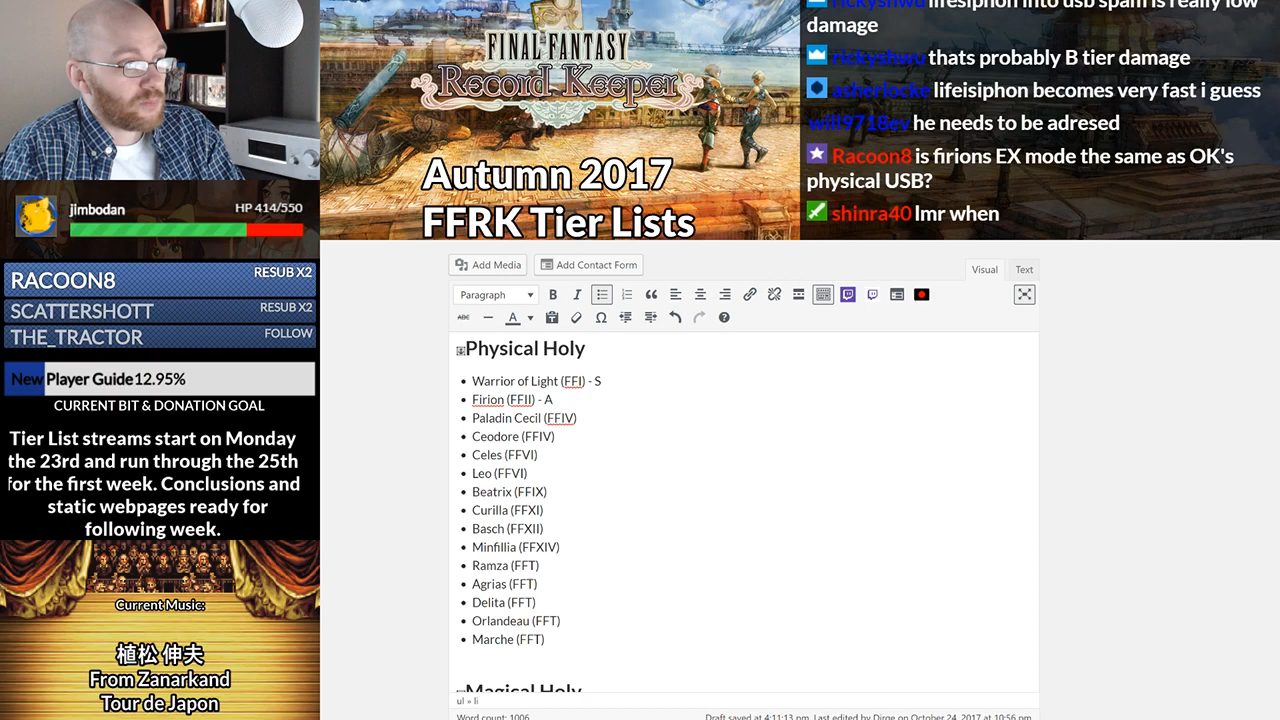 FINAL FANTASY
Record Keeper
Autumn 2017
FFRK Tier Lists
rickyshwu lifesiphon into usb spam is really low
damage
rickyshwu thats probably B tier damage
asherlocke lifeisiphon becomes very fast i guess
will9718ev he needs to be adresed
Racoon8 is firions EX mode the same as OK's
physical USB?
shinra40 lmr when
jimbodan HP 414/550
RACOON8 RESUB X2
SCATTERSHOTT RESUB X2
THE_TRACTOR FOLLOW
New Player Guide 12.95%
CURRENT BIT & DONATION GOAL
Tier List streams start on Monday
the 23rd and run through the 25th
for the first week. Conclusions and
static webpages ready for
following week.
Current Music:
植松 伸夫
From Zanarkand
Tour de Japon
Add Media Add Contact Form Visual Text
Paragraph B I ABC A
Physical Holy
Warrior of Light (FFI) - S
Firion (FFII) - A
Paladin Cecil (FFIV)
Ceodore (FFIV)
Celes (FFVI)
Leo (FFVI)
Beatrix (FFIX)
Curilla (FFXI)
Basch (FFXII)
Minfillia (FFXIV)
Ramza (FFT)
Agrias (FFT)
Delita (FFT)
Orlandeau (FFT)
Marche (FFT)
Magical Holy
ul » li
Word count: 1006 Draft saved at 4:11:13 pm. Last edited by Dirge on October 24, 2017 at 10:56 pm